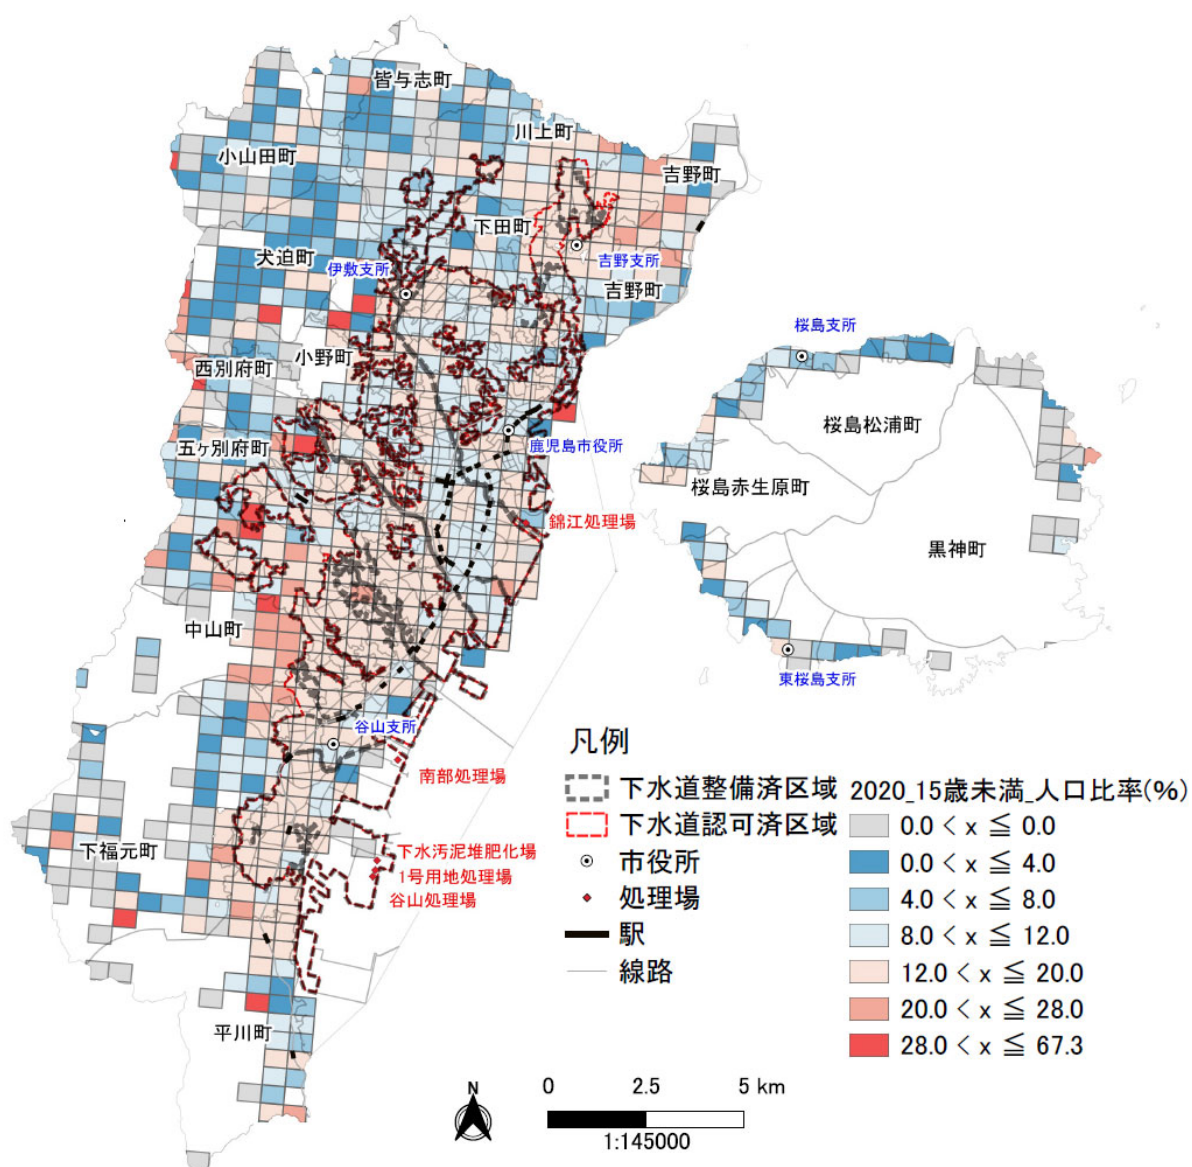 皆与志町
川上町
小山田町
吉野町
下田町
犬迫町
伊敷支所
吉野支所
吉野町
桜島支所
小野町
西別府町
桜島松浦町
五ヶ別府町
鹿児島市役所
桜島赤生原町
錦江処理場
黒神町
中山町
東桜島支所
谷山支所
南部処理場
下福元町
下水汚泥堆肥化場
1号用地処理場
谷山処理場
平川町
凡例
下水道整備済区域
下水道認可済区域
市役所
処理場
駅
線路
2020_15歳未満_人口比率(%)
0.0 < x ≦ 0.0
0.0 < x ≦ 4.0
4.0 < x ≦ 8.0
8.0 < x ≦ 12.0
12.0 < x ≦ 20.0
20.0 < x ≦ 28.0
28.0 < x ≦ 67.3
N
0 2.5 5 km
1:145000